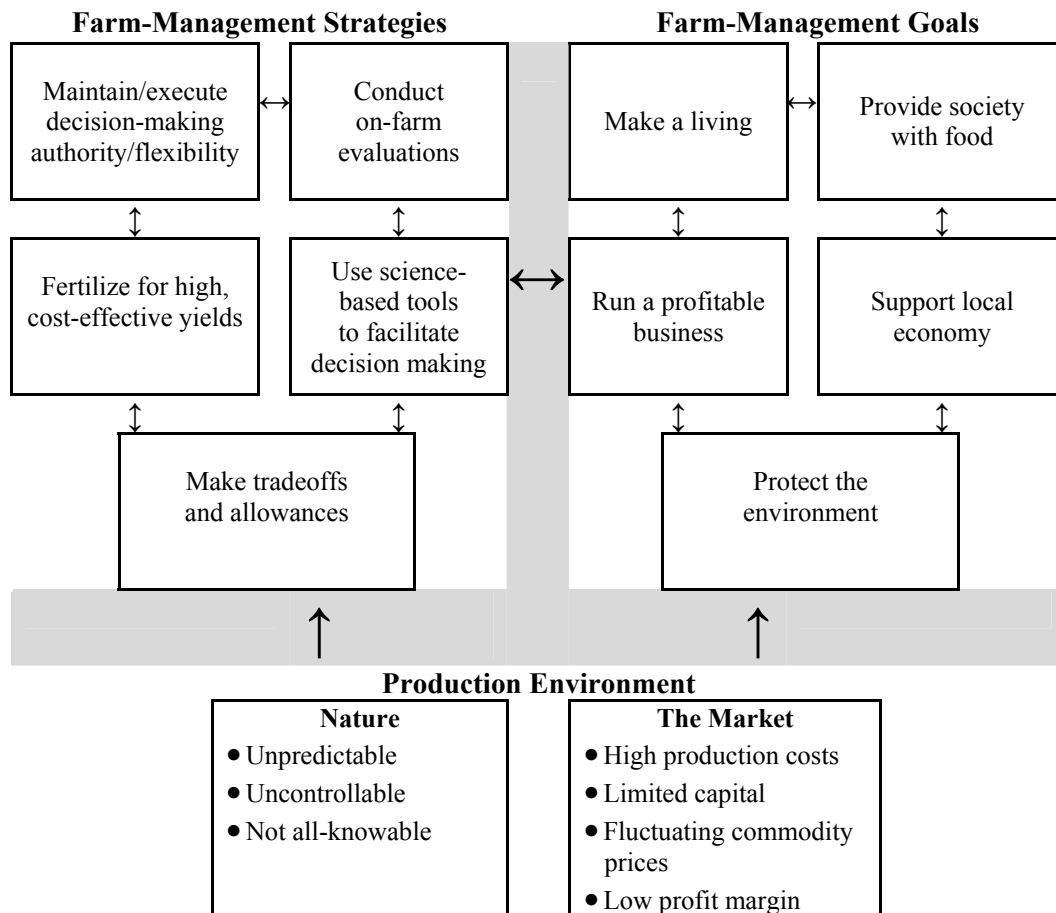 Farm-Management Strategies
Maintain/execute
decision-making
authority/flexibility
Conduct
on-farm
evaluations
Fertilize for high,
cost-effective yields
Use science-
based tools
to facilitate
decision making
Make tradeoffs
and allowances
Farm-Management Goals
Make a living
Provide society
with food
Run a profitable
business
Support local
economy
Protect the
environment
Production Environment
Nature
• Unpredictable
• Uncontrollable
• Not all-knowable
The Market
• High production costs
• Limited capital
• Fluctuating commodity
prices
• Low profit margin